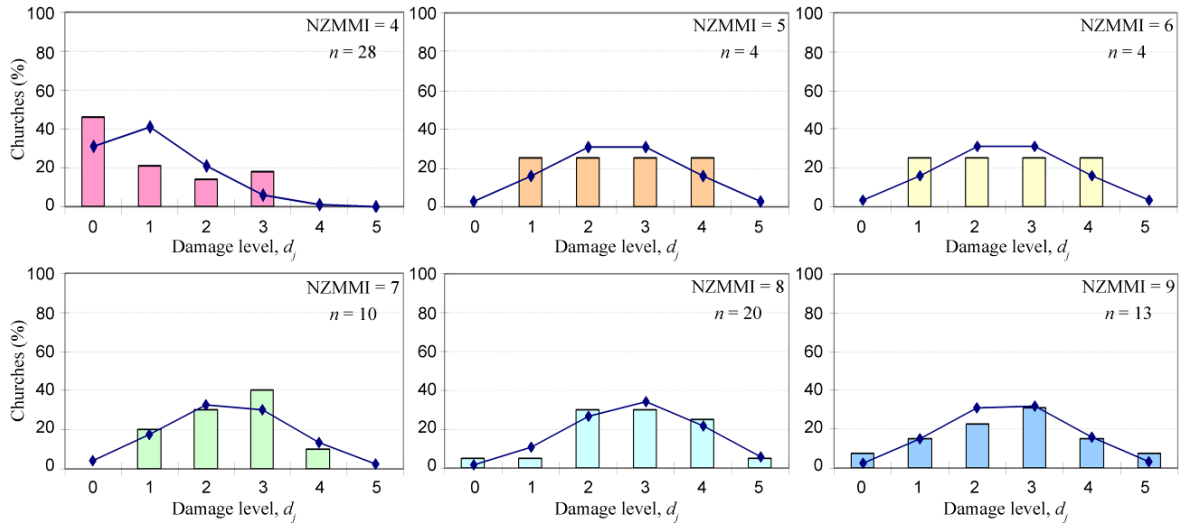 100
80
60
40
20
0
Churches (%)
NZMMI = 4
n = 28
0 1 2 3 4 5
Damage level, dj
100
80
60
40
20
0
NZMMI = 5
n = 4
0 1 2 3 4 5
Damage level, dj
100
80
60
40
20
0
NZMMI = 6
n = 4
0 1 2 3 4 5
Damage level, dj
100
80
60
40
20
0
Churches (%)
NZMMI = 7
n = 10
0 1 2 3 4 5
Damage level, dj
100
80
60
40
20
0
NZMMI = 8
n = 20
0 1 2 3 4 5
Damage level, dj
100
80
60
40
20
0
NZMMI = 9
n = 13
0 1 2 3 4 5
Damage level, dj